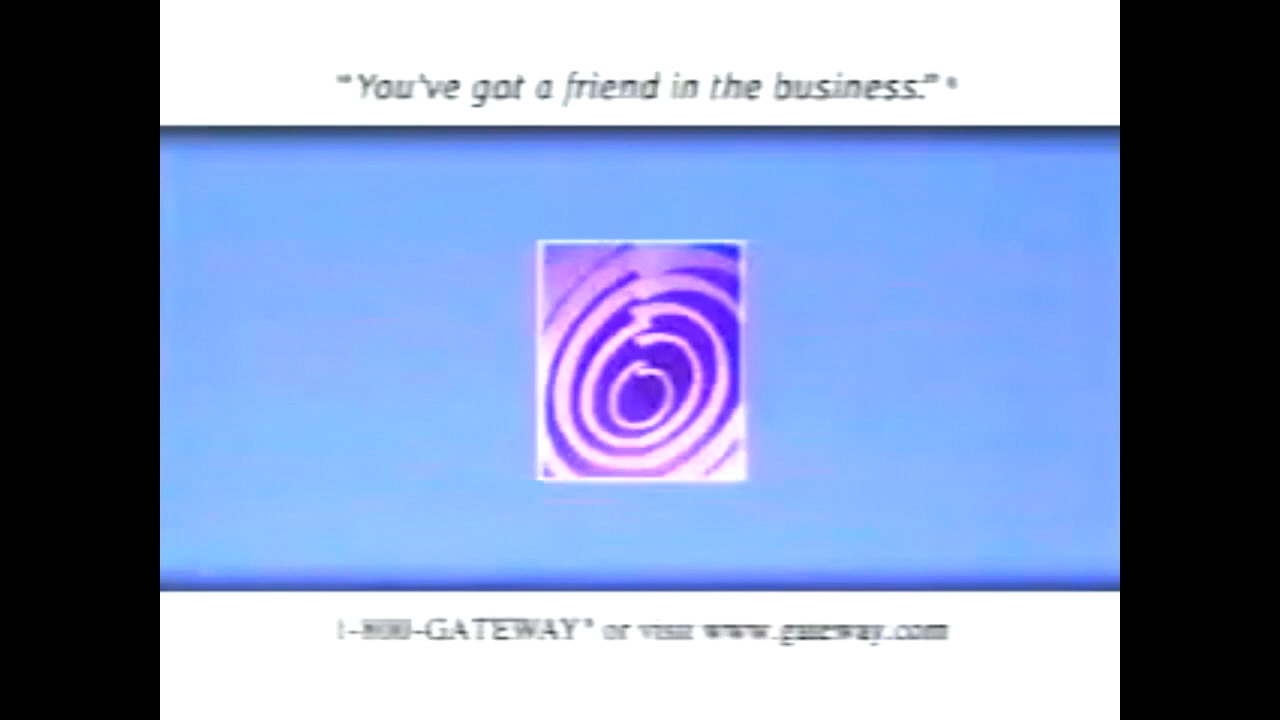 "You've got a friend in the business."®
1-800-GATEWAY® or visit www.gateway.com